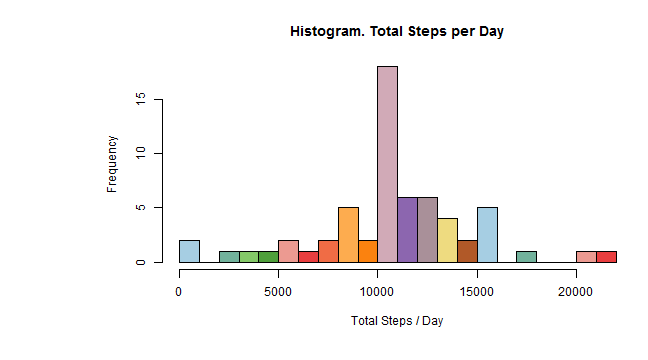 Histogram. Total Steps per Day
Frequency
15
10
5
0
0 5000 10000 15000 20000
Total Steps / Day